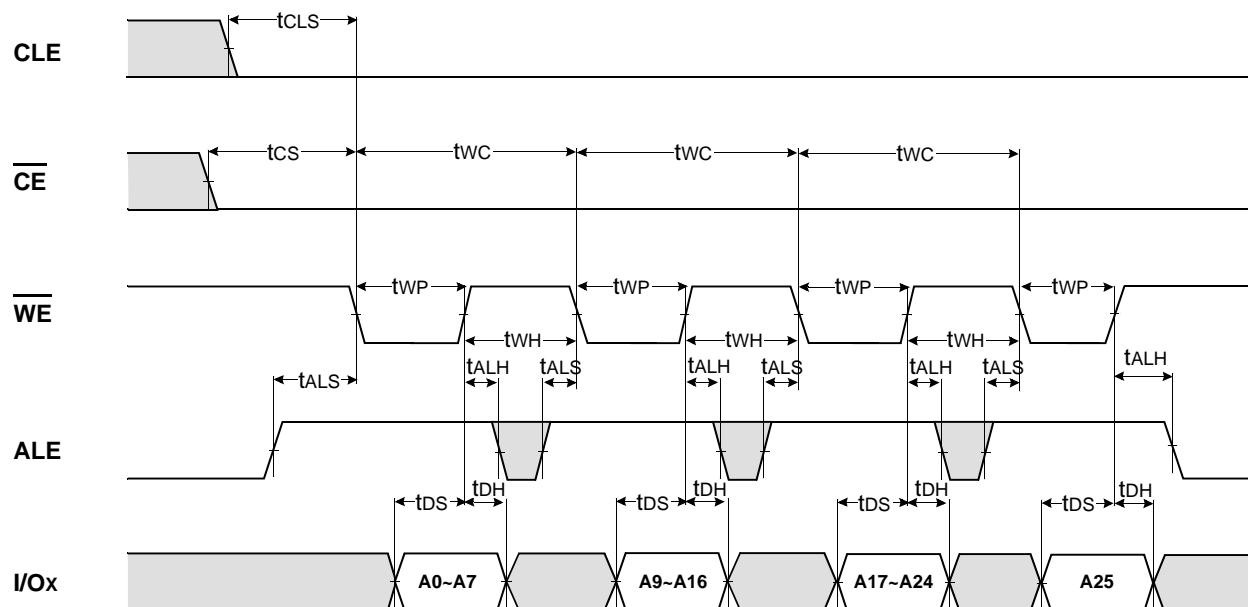 tCLS
CLE
tCS tWC tWC tWC
CE
tWP tWP tWP tWP
WE
tWH tWH tWH
tALH tALS tALH tALS tALH tALS tALH
tALS
ALE
tDS tDH tDS tDH tDS tDH tDS tDH
I/Ox A0~A7 A9~A16 A17~A24 A25